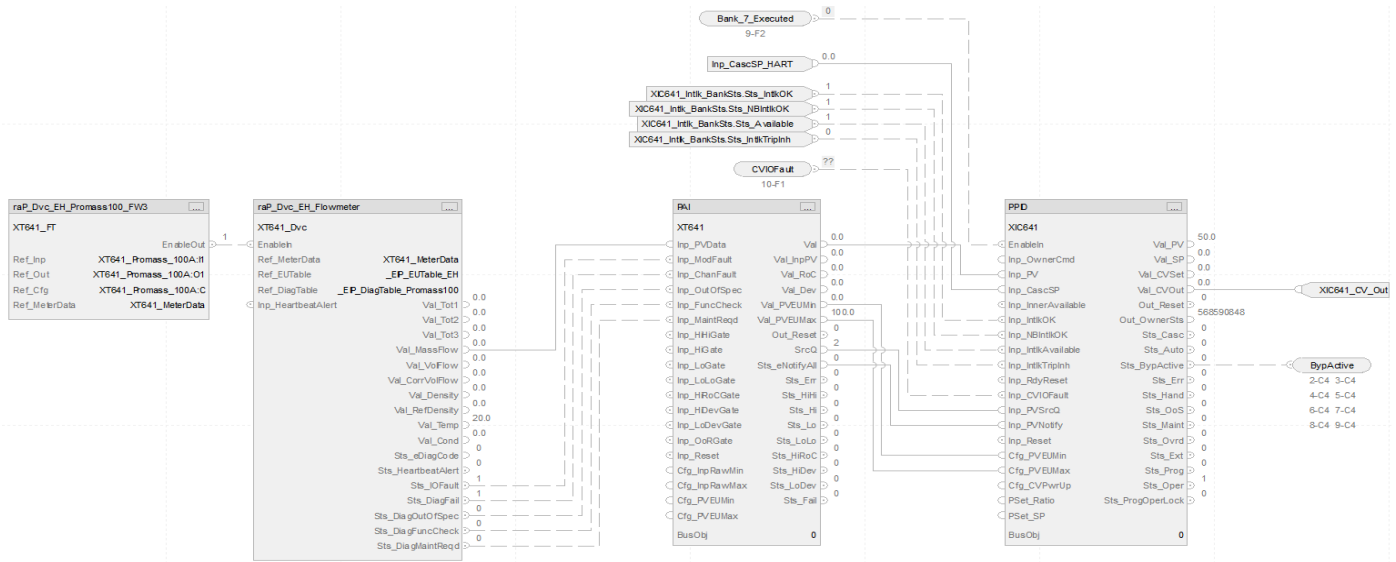 Bank_7_Executed 0
9-F2
Inp_CascSP_HART 0.0
XIC641_Intlk_BankSts.Sts_IntlkOK 1
XIC641_Intlk_BankSts.Sts_NBIntlkOK 1
XIC641_Intlk_BankSts.Sts_Available 1
XIC641_Intlk_BankSts.Sts_IntlkTripInh 0
CVIOFault ??
10-F1
raP_Dvc_EH_Promass100_FW3 ...
XT641_FT
EnableOut 1
Ref_Inp XT641_Promass_100A:I1
Ref_Out XT641_Promass_100A:O1
Ref_Cfg XT641_Promass_100A:C
Ref_MeterData XT641_MeterData
raP_Dvc_EH_Flowmeter ...
XT641_Dvc
EnableIn
Ref_MeterData XT641_MeterData
Ref_EUTable _EIP_EUTable_EH
Ref_DiagTable _EIP_DiagTable_Promass100
Inp_HeartbeatAlert Val_Tot1 0.0
Val_Tot2 0.0
Val_Tot3 0.0
Val_MassFlow 0.0
Val_VolFlow 0.0
Val_CorrVolFlow 0.0
Val_Density 0.0
Val_RefDensity 0.0
Val_Temp 20.0
Val_Cond 0.0
Sts_eDiagCode 0
Sts_HeartbeatAlert 0
Sts_IOFault 1
Sts_DiagFail 1
Sts_DiagOutOfSpec 0
Sts_DiagFuncCheck 0
Sts_DiagMaintReqd 0
PAI ...
XT641
Inp_PVData Val 0.0
Inp_ModFault Val_InpPV 0.0
Inp_ChanFault Val_RoC 0.0
Inp_OutOfSpec Val_Dev 0.0
Inp_FuncCheck Val_PVEUMin 0.0
Inp_MaintReqd Val_PVEUMax 100.0
Inp_HiHiGate Out_Reset 0
Inp_HiGate SrcQ 2
Inp_LoGate Sts_eNotifyAll 0
Inp_LoLoGate Sts_Err 0
Inp_HiRoCGate Sts_HiHi 0
Inp_HiDevGate Sts_Hi 0
Inp_LoDevGate Sts_Lo 0
Inp_OoRGate Sts_LoLo 0
Inp_Reset Sts_HiRoC 0
Cfg_InpRawMin Sts_HiDev 0
Cfg_InpRawMax Sts_LoDev 0
Cfg_PVEUMin Sts_Fail 0
Cfg_PVEUMax
BusObj 0
PPID ...
XIC641
EnableIn Val_PV 50.0
Inp_OwnerCmd Val_SP 0.0
Inp_PV Val_CVSet 0.0
Inp_CascSP Val_CVOut 0.0
Inp_InnerAvailable Out_Reset 0
Inp_IntlkOK Out_OwnerSts 568590848
Inp_NBIntlkOK Sts_Casc 0
Inp_IntlkAvailable Sts_Auto 0
Inp_IntlkTripInh Sts_BypActive 0
Inp_RdyReset Sts_Err 0
Inp_CVIOFault Sts_Hand 0
Inp_PVSrcQ Sts_OoS 0
Inp_PVNotify Sts_Maint 0
Inp_Reset Sts_Ovrd 0
Cfg_PVEUMin Sts_Ext 0
Cfg_PVEUMax Sts_Prog 0
Cfg_CVPwrUp Sts_Oper 1
PSet_Ratio Sts_ProgOperLock 0
PSet_SP
BusObj 0
XIC641_CV_Out
BypActive
2-C4 3-C4
4-C4 5-C4
6-C4 7-C4
8-C4 9-C4